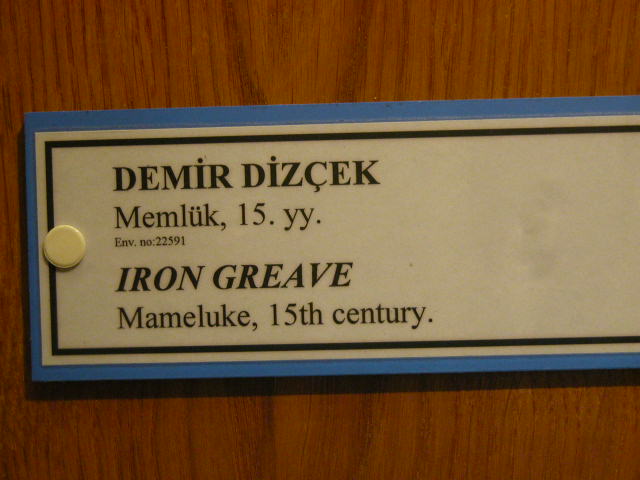 DEMİR DİZÇEK
Memlük, 15. yy.
Env. no:22591
IRON GREAVE
Mameluke, 15th century.